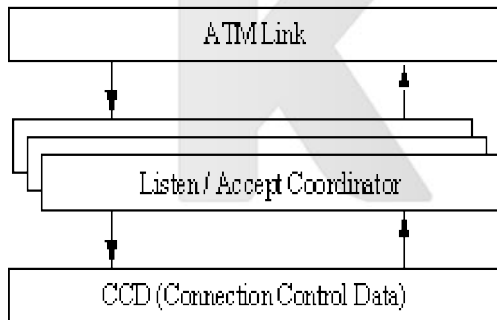 ATM Link
Listen / Accept Coordinator
CCD (Connection Control Data)